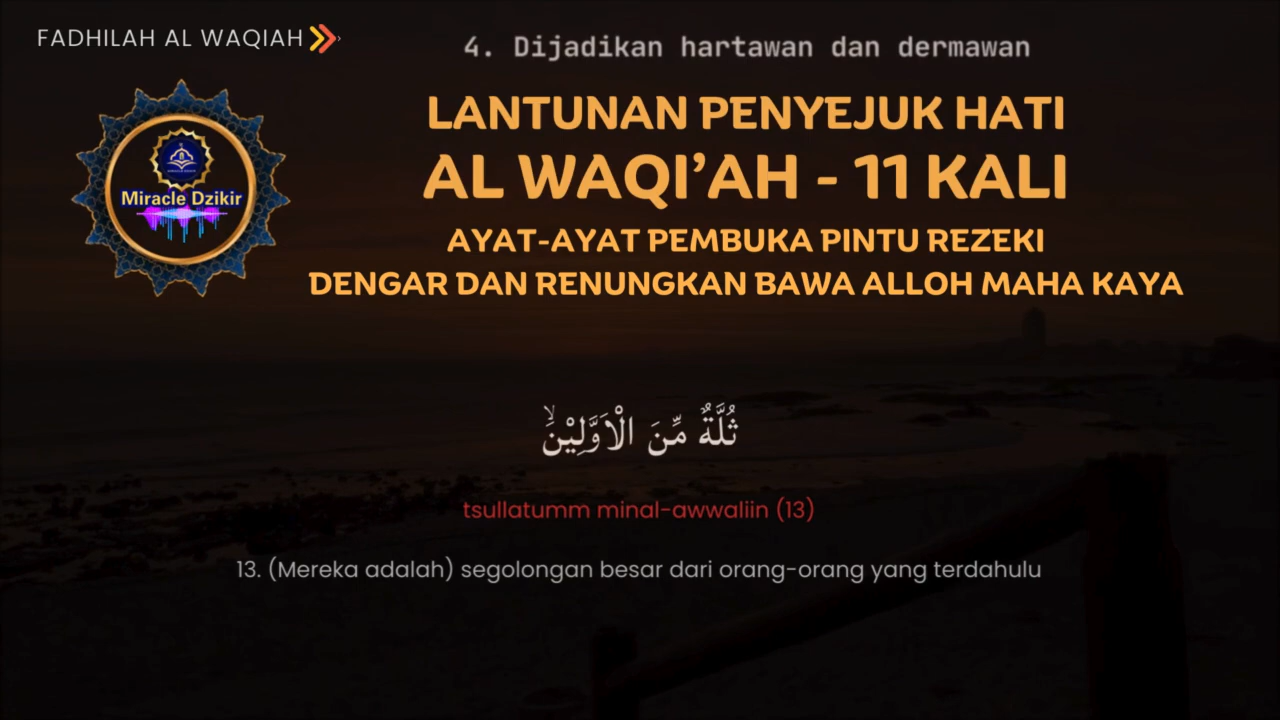 FADHILAH AL WAQIAH
4. Dijadikan hartawan dan dermawan
LANTUNAN PENYEJUK HATI
AL WAQI’AH - 11 KALI
AYAT-AYAT PEMBUKA PINTU REZEKI
DENGAR DAN RENUNGKAN BAWA ALLOH MAHA KAYA
Miracle Dzikir
ثُلَّةٌ مِّنَ الْاَوَّلِيْنَۙ
tsullatumm minal-awwaliin (13)
13. (Mereka adalah) segolongan besar dari orang-orang yang terdahulu